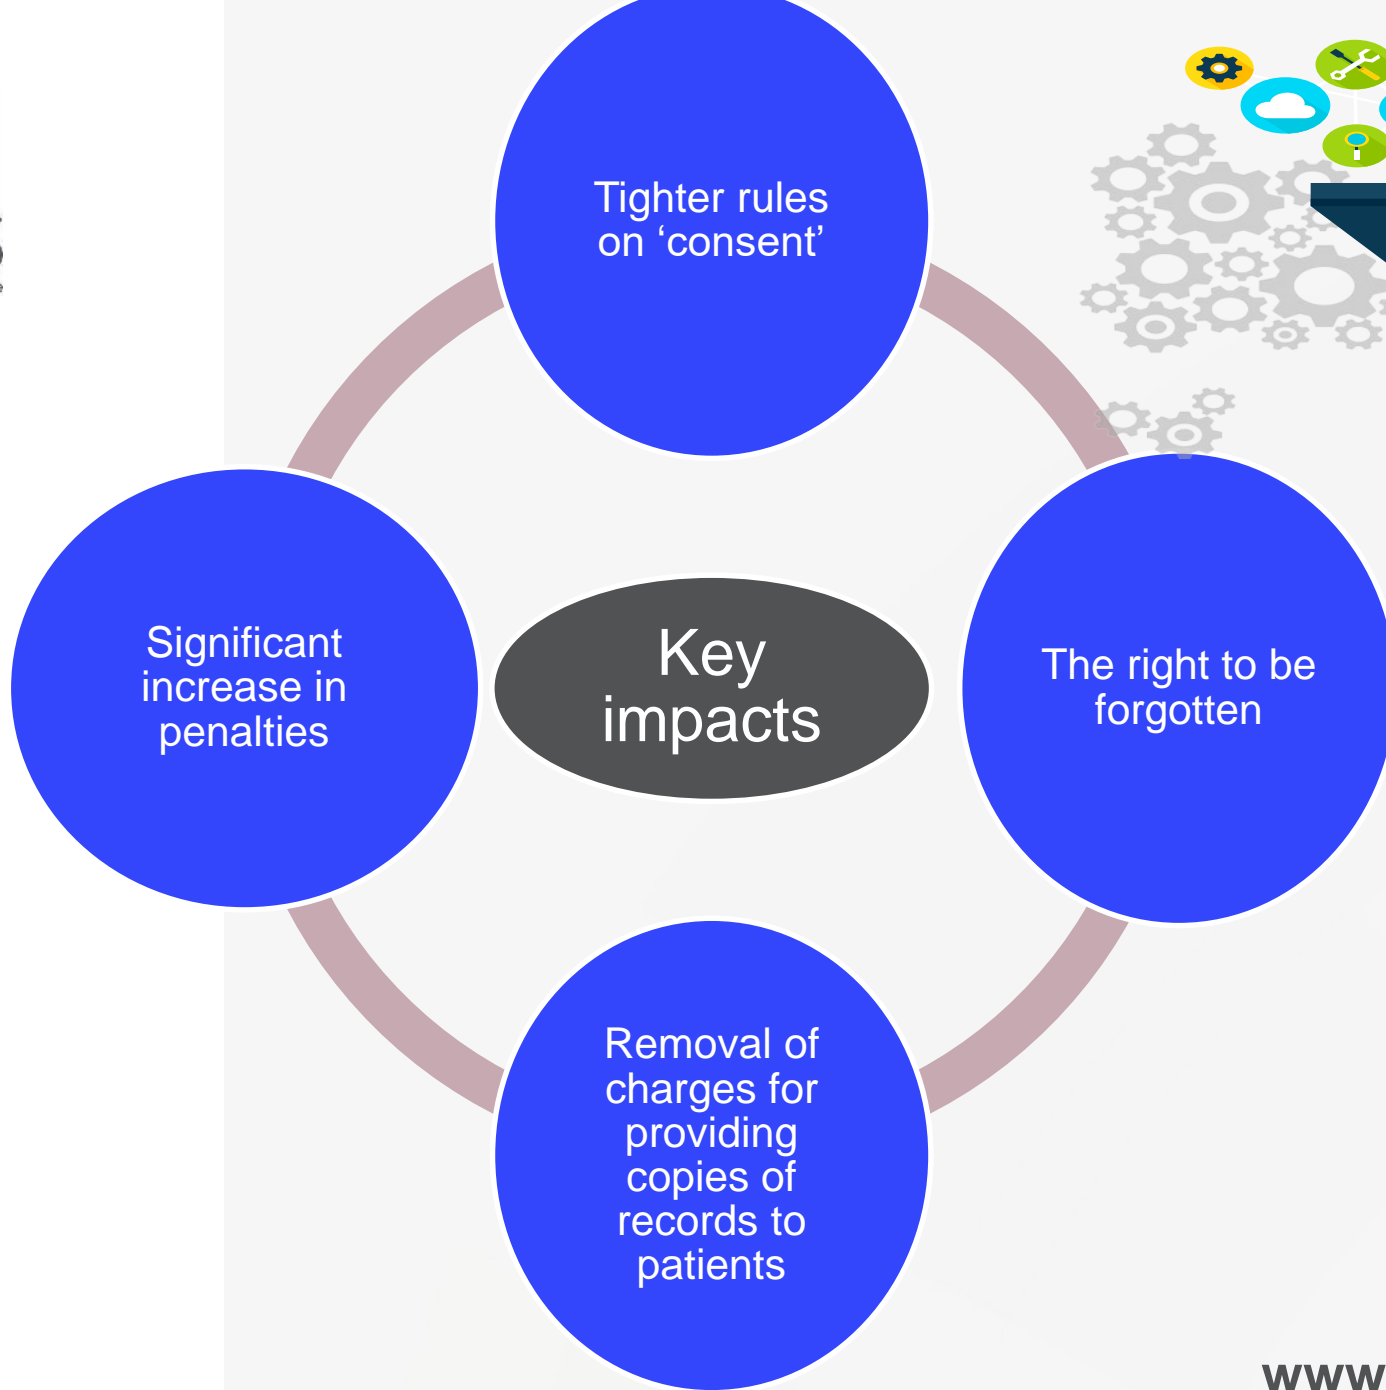 Tighter rules
on ‘consent’
Significant
increase in
penalties
Key
impacts
The right to be
forgotten
Removal of
charges for
providing
copies of
records to
patients
www